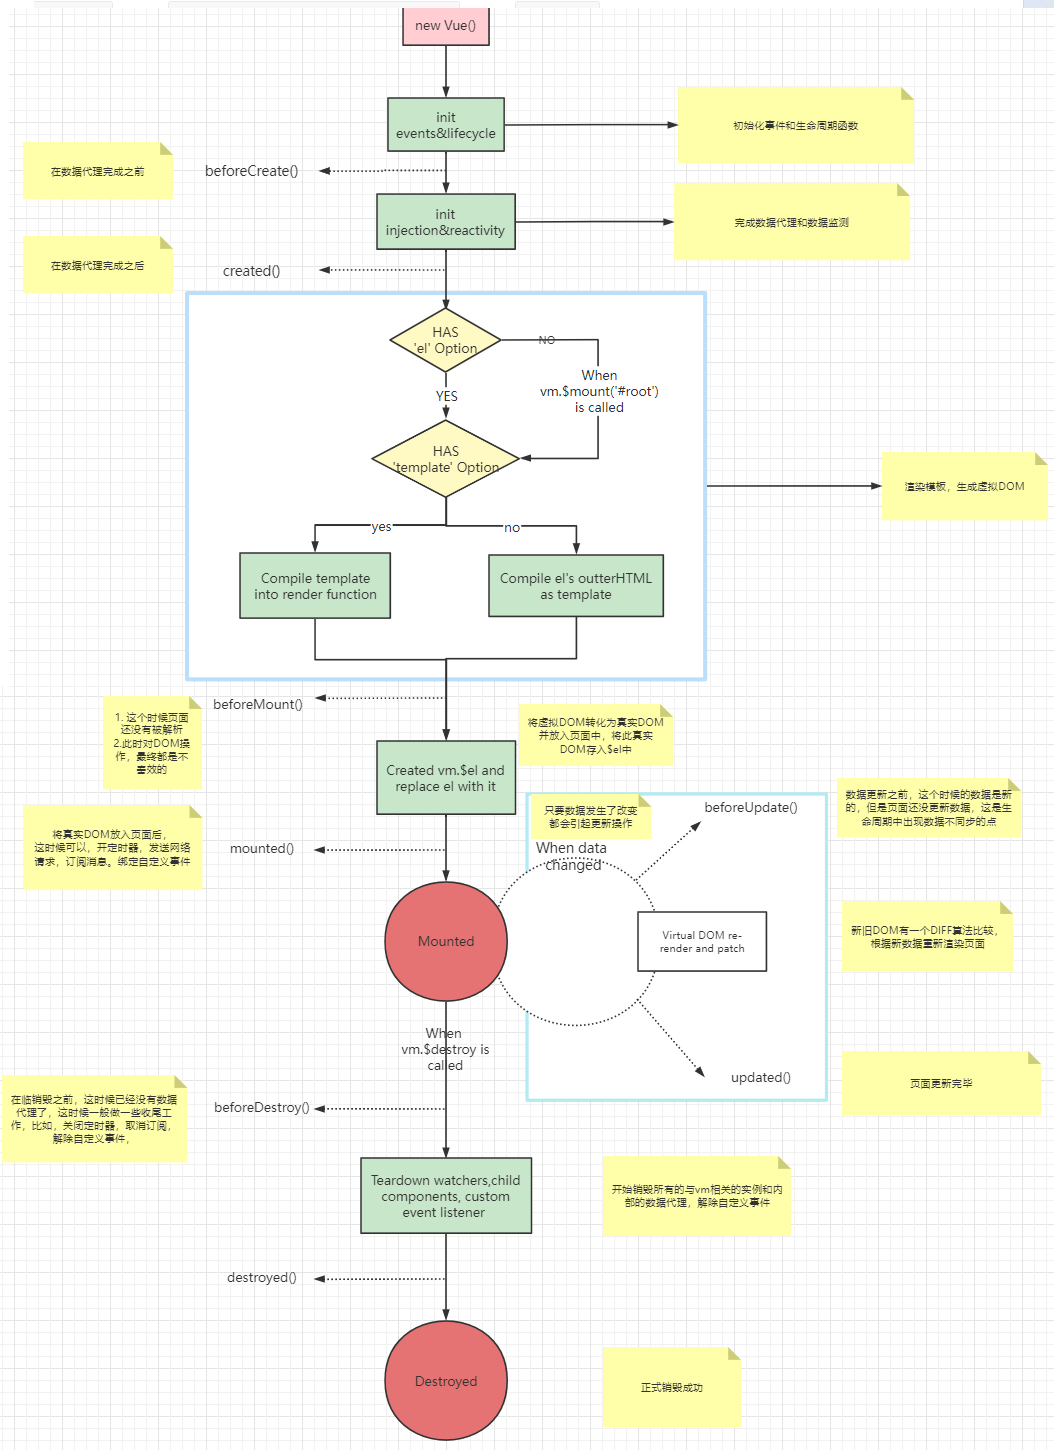 new Vue()
init
events&lifecycle
初始化事件和生命周期函数
在数据代理完成之前
beforeCreate()
init
injection&reactivity
完成数据代理和数据监测
在数据代理完成之后
created()
HAS
'el' Option
NO
When
vm.$mount('#root')
is called
YES
HAS
'template' Option
渲染模板，生成虚拟DOM
yes
no
Compile template
into render function
Compile el's outterHTML
as template
beforeMount()
1. 这个时候页面
还没有被解析
2.此时对DOM操
作，最终都是不
奏效的
将虚拟DOM转化为真实DOM
并放入页面中，将此真实
DOM存入$el中
Created vm.$el and
replace el with it
只要数据发生了改变
都会引起更新操作
beforeUpdate()
数据更新之前，这个时候的数据是新
的，但是页面还没更新数据，这是生
命周期中出现数据不同步的点
将真实DOM放入页面后，
这时候可以，开定时器，发送网络
请求，订阅消息。绑定自定义事件
mounted()
When data
changed
Mounted
Virtual DOM re-
render and patch
新旧DOM有一个DIFF算法比较，
根据新数据重新渲染页面
When
vm.$destroy is
called
updated()
页面更新完毕
在临销毁之前，这时候已经没有数据
代理了，这时候一般做一些收尾工
作，比如，关闭定时器，取消订阅，
解除自定义事件，
beforeDestroy()
Teardown watchers,child
components, custom
event listener
开始销毁所有的与vm相关的实例和内
部的数据代理，解除自定义事件
destroyed()
Destroyed
正式销毁成功